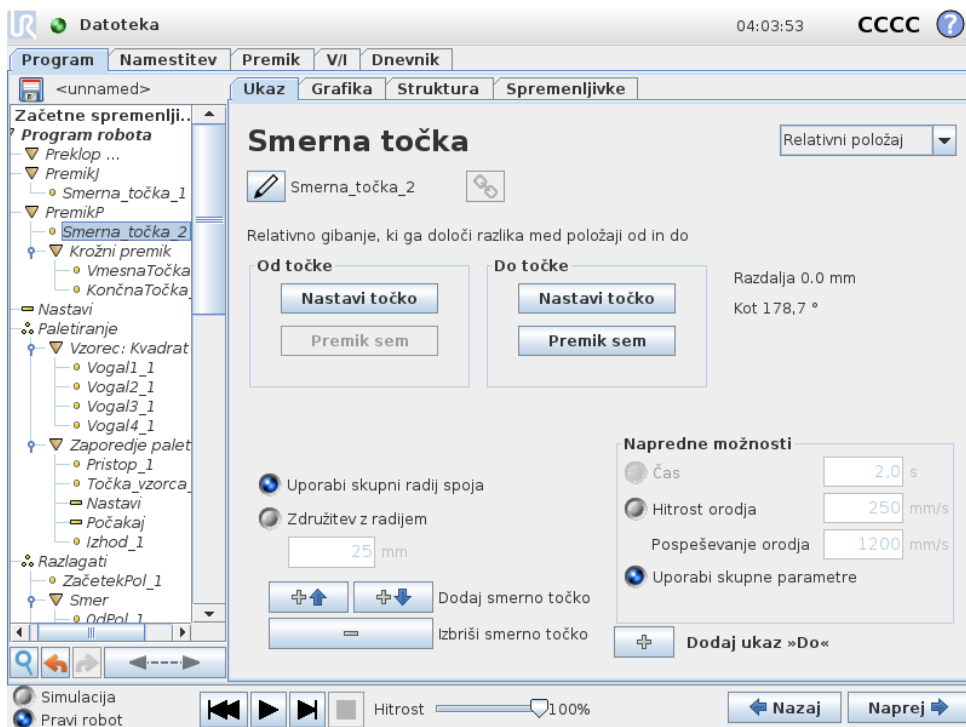 UR Datoteka 04:03:53 CCCC ?
Program Namestitev Premik V/I Dnevnik
<unnamed>
Ukaz Grafika Struktura Spremenljivke
Začetne spremenlji..
Program robota
Preklop ...
PremikJ
Smerna_točka_1
PremikP
Smerna_točka_2
Krožni premik
VmesnaTočka
KončnaTočka_
Nastavi
Paletiranje
Vzorec: Kvadrat
Vogal1_1
Vogal2_1
Vogal3_1
Vogal4_1
Zaporedje palet
Pristop_1
Točka_vzorca_
Nastavi
Počakaj
Izhod_1
Razlagati
ZačetekPol_1
Smer
OdPol_1
Smerna točka
Relativni položaj
Smerna_točka_2
Relativno gibanje, ki ga določi razlika med položaji od in do
Od točke
Nastavi točko
Premik sem
Do točke
Nastavi točko
Premik sem
Razdalja 0.0 mm
Kot 178,7 °
Uporabi skupni radij spoja
Združitev z radijem
25 mm
Dodaj smerno točko
Izbriši smerno točko
Napredne možnosti
Čas 2,0 s
Hitrost orodja 250 mm/s
Pospeševanje orodja 1200 mm/s
Uporabi skupne parametre
Dodaj ukaz »Do«
Simulacija
Pravi robot
Hitrost 100%
Nazaj
Naprej